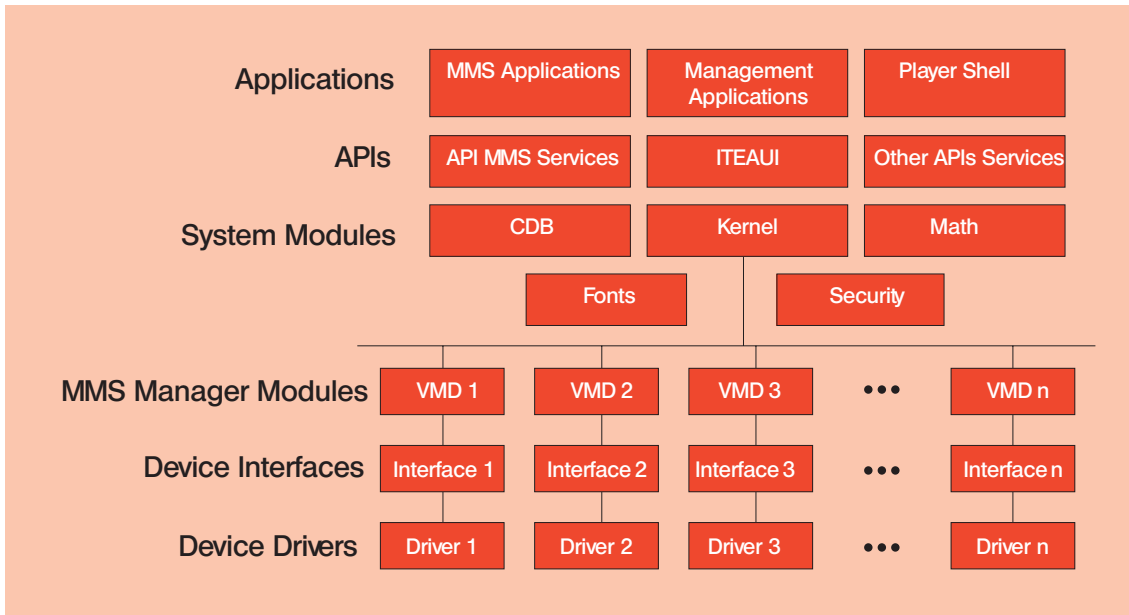 Applications
MMS Applications
Management
Applications
Player Shell
APIs
API MMS Services
ITEAUI
Other APIs Services
System Modules
CDB
Kernel
Math
Fonts
Security
MMS Manager Modules
VMD 1
VMD 2
VMD 3
•••
VMD n
Device Interfaces
Interface 1
Interface 2
Interface 3
•••
Interface n
Device Drivers
Driver 1
Driver 2
Driver 3
•••
Driver n